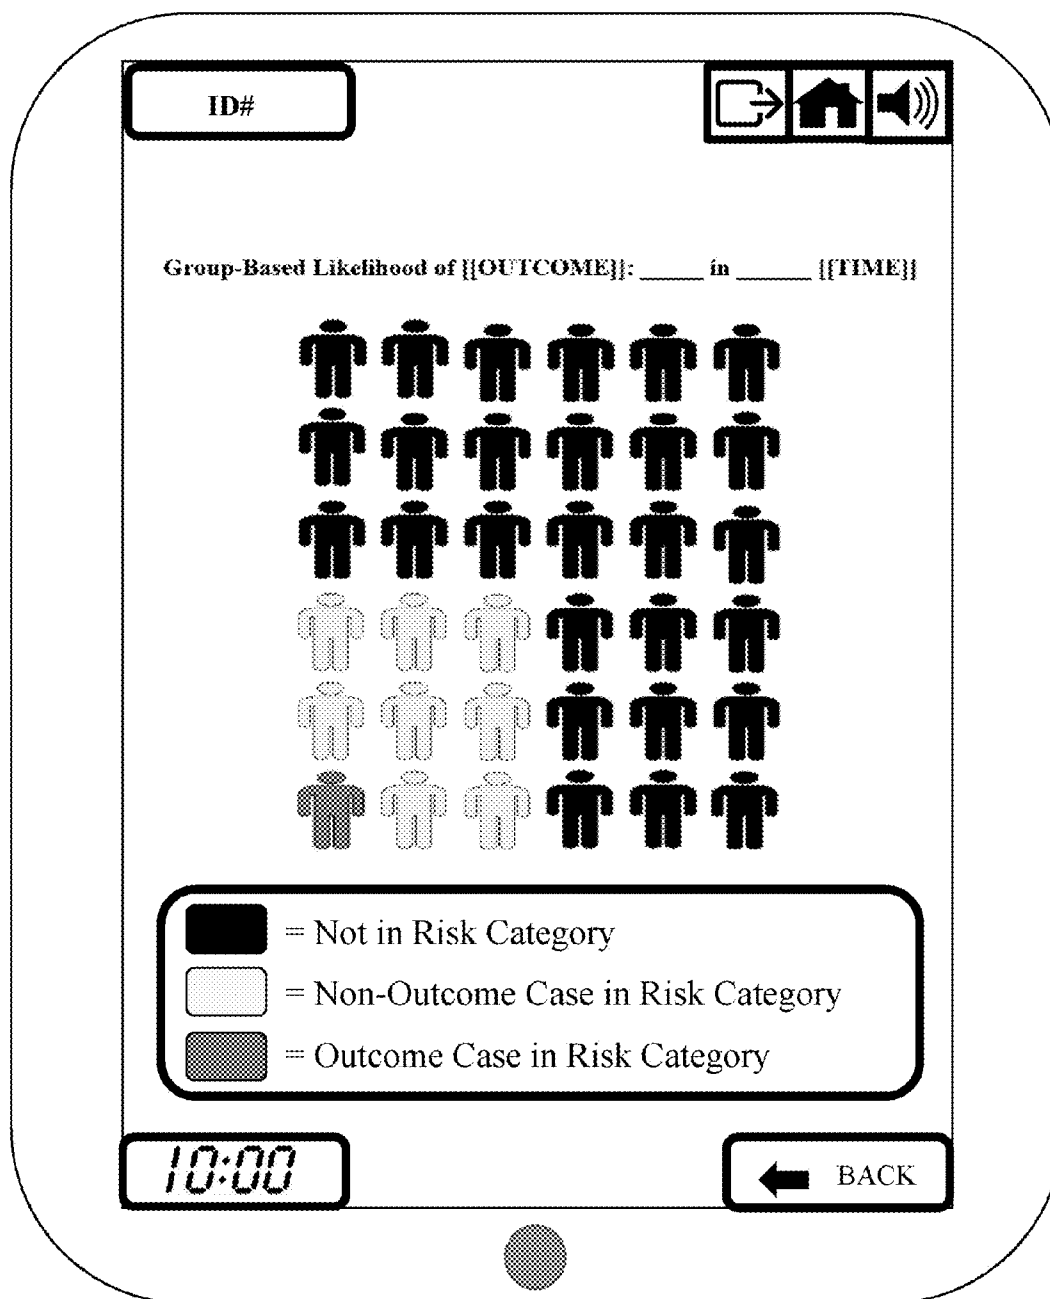 ID#
Group-Based Likelihood of [[OUTCOME]]: _____ in ______ [[TIME]]
= Not in Risk Category
= Non-Outcome Case in Risk Category
= Outcome Case in Risk Category
10:00
BACK